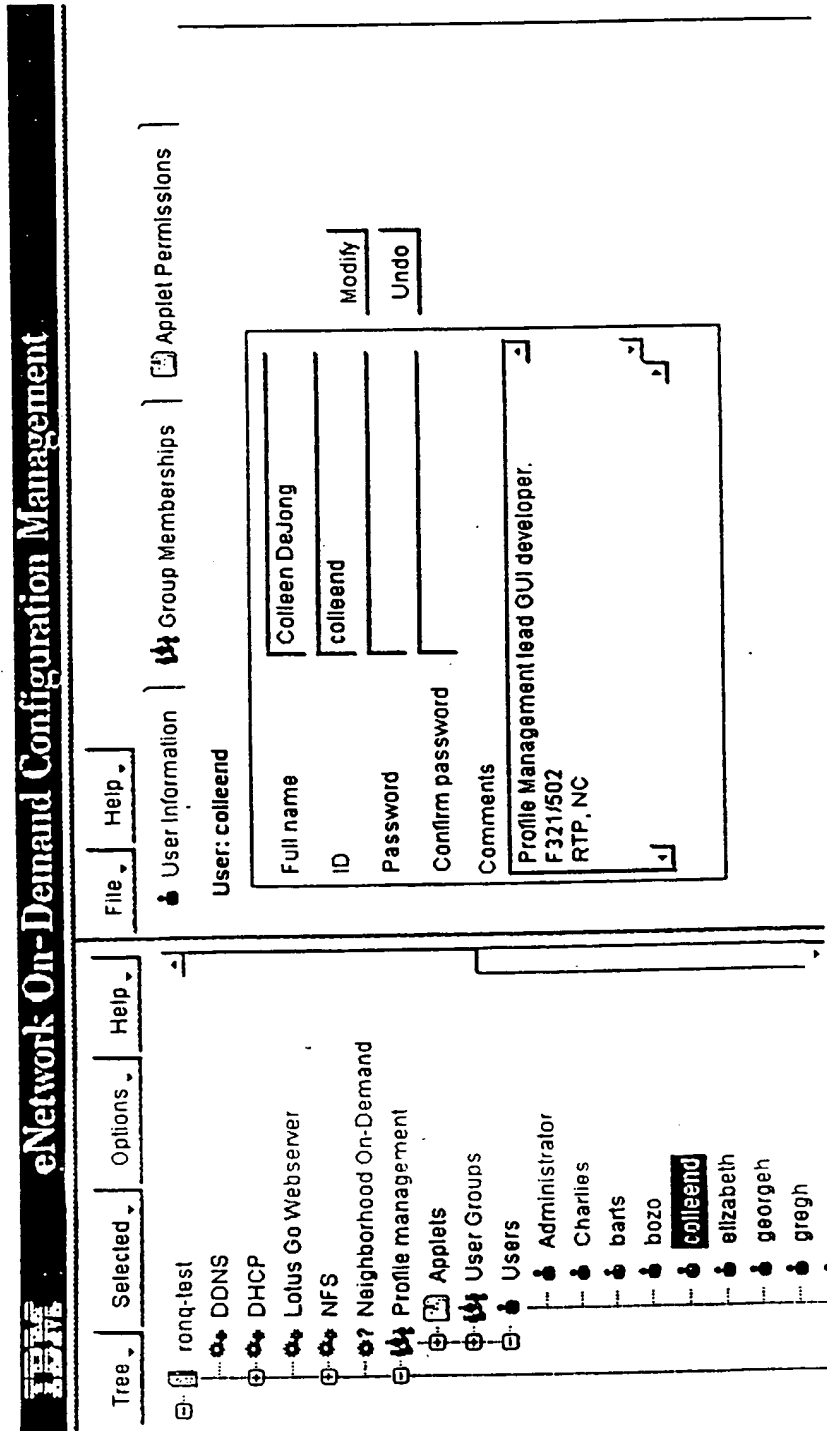 IBM
eNetwork On-Demand Configuration Management
Tree Selected Options Help
ronq-test
DDNS
DHCP
Lotus Go Webserver
NFS
? Neighborhood On-Demand
Profile management
Applets
User Groups
Users
Administrator
Charlies
barts
bozo
colleend
elizabeth
georgeh
gregh
File Help
User Information Group Memberships Applet Permissions
User: colleend
Full name Colleen DeJong
ID colleend
Modify
Password
Undo
Confirm password
Comments
Profile Management lead GUI developer.
F321/502
RTP, NC